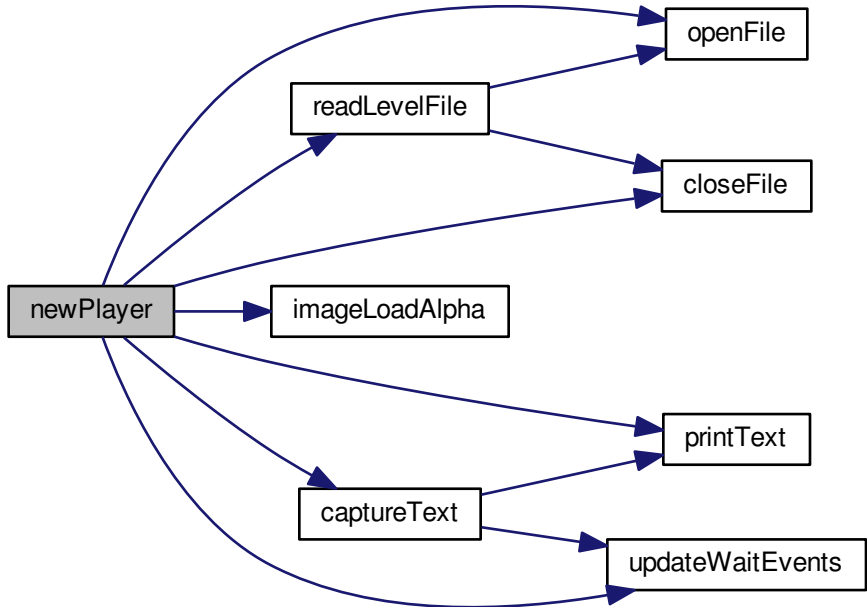 openFile
readLevelFile
closeFile
newPlayer
imageLoadAlpha
printText
captureText
updateWaitEvents